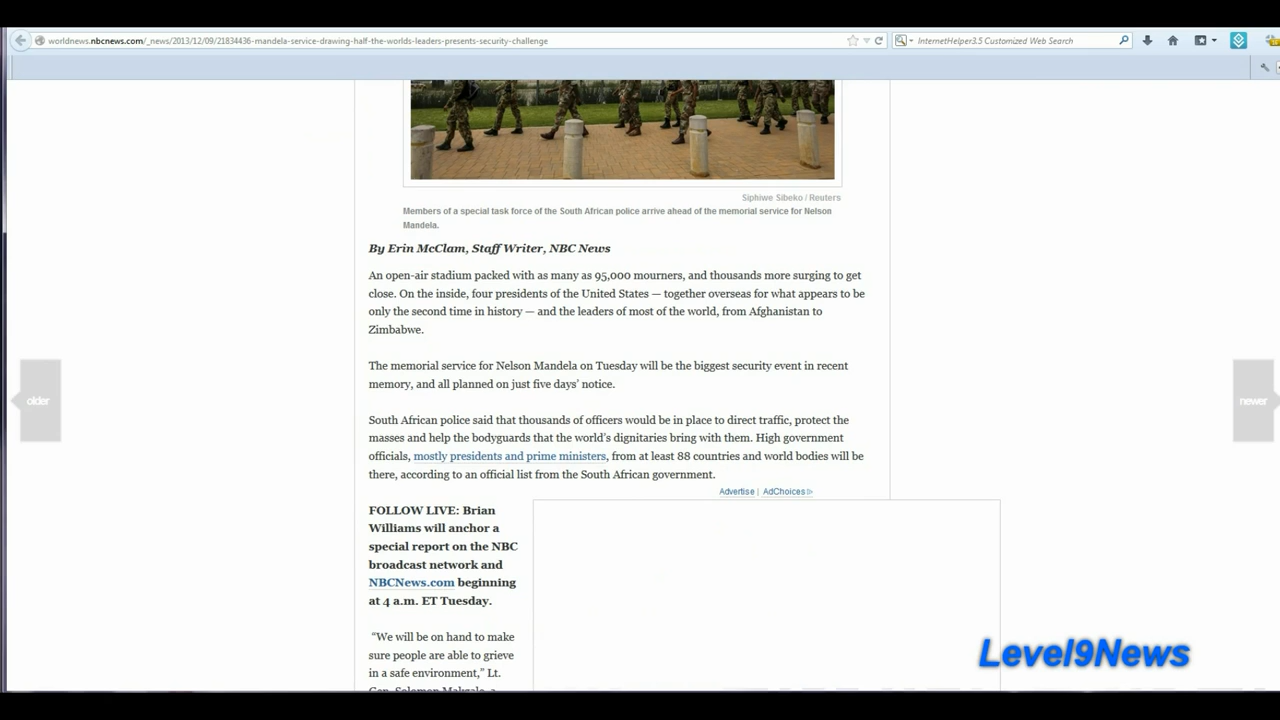 worldnews.nbcnews.com/_news/2013/12/09/21834436-mandela-service-drawing-half-the-worlds-leaders-presents-security-challenge
InternetHelper3.5 Customized Web Search
Siphiwe Sibeko / Reuters
Members of a special task force of the South African police arrive ahead of the memorial service for Nelson
Mandela.
By Erin McClam, Staff Writer, NBC News
An open-air stadium packed with as many as 95,000 mourners, and thousands more surging to get
close. On the inside, four presidents of the United States — together overseas for what appears to be
only the second time in history — and the leaders of most of the world, from Afghanistan to
Zimbabwe.
The memorial service for Nelson Mandela on Tuesday will be the biggest security event in recent
memory, and all planned on just five days’ notice.
older
newer
South African police said that thousands of officers would be in place to direct traffic, protect the
masses and help the bodyguards that the world’s dignitaries bring with them. High government
officials, mostly presidents and prime ministers, from at least 88 countries and world bodies will be
there, according to an official list from the South African government.
Advertise | AdChoices
FOLLOW LIVE: Brian
Williams will anchor a
special report on the NBC
broadcast network and
NBCNews.com beginning
at 4 a.m. ET Tuesday.
“We will be on hand to make
sure people are able to grieve
in a safe environment,” Lt.
Level9News